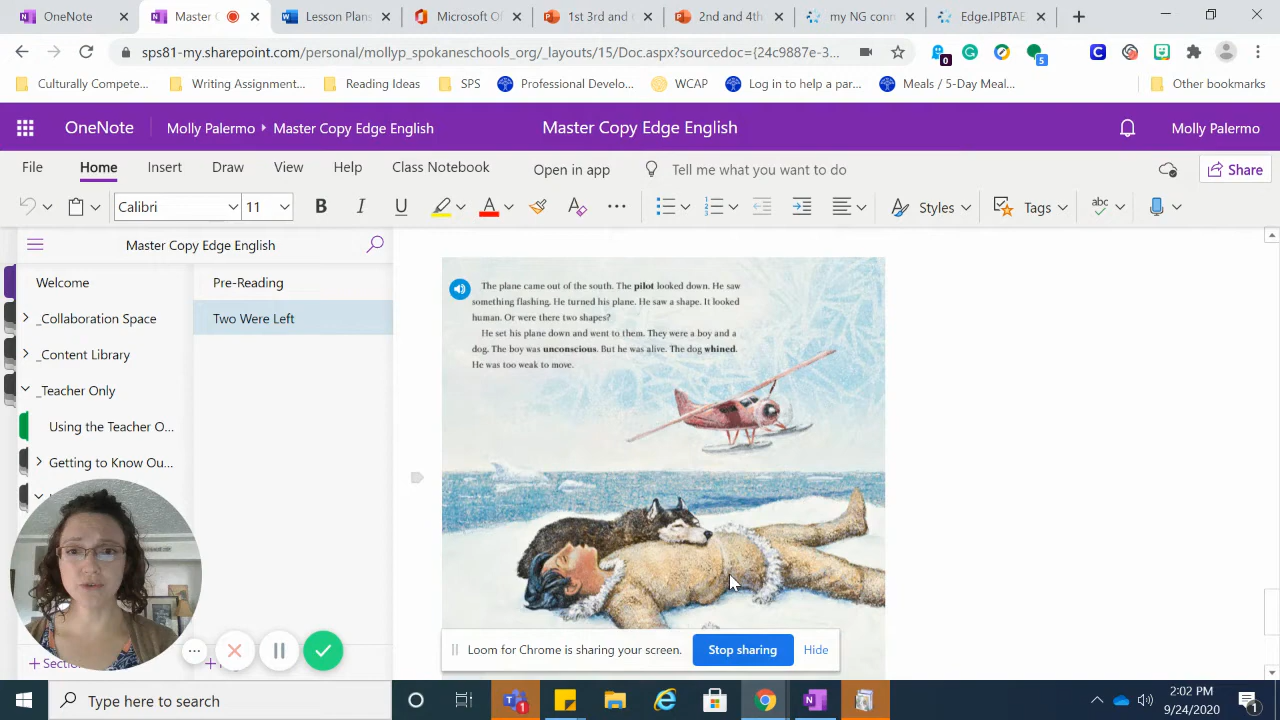 Pre-Read
Master C
Lesson Plans
Microsoft Of
1st 3rd and
2nd and 4th
my NG conn
Edge.IPBTAE
sps81-my.sharepoint.com/personal/mollyp_spokaneschools_org/_layouts/15/Doc.aspx?sourcedoc={24c9887e-3...
0
5
Culturally Compete...
Writing Assignment...
Reading Ideas
SPS
Professional Develo...
WCAP
Log in to help a par...
Meals / 5-Day Meal...
Other bookmarks
OneNote
Molly Palermo
Master Copy Edge English
Master Copy Edge English
Molly Palermo
File
Home
Insert
Draw
View
Help
Class Notebook
Open in app
Tell me what you want to do
Share
Calibri
11
B
I
U
Styles
Tags
abc
Master Copy Edge English
Welcome
_Collaboration Space
_Content Library
_Teacher Only
Using the Teacher O...
Getting to Know Ou...
Pre-Reading
Two Were Left
The plane came out of the south. The pilot looked down. He saw
something flashing. He turned his plane. He saw a shape. It looked
human. Or were there two shapes?
He set his plane down and went to them. They were a boy and a
dog. The boy was unconscious. But he was alive. The dog whined.
He was too weak to move.
Loom for Chrome is sharing your screen.
Stop sharing
Hide
Type here to search
1
2:02 PM
9/24/2020
1